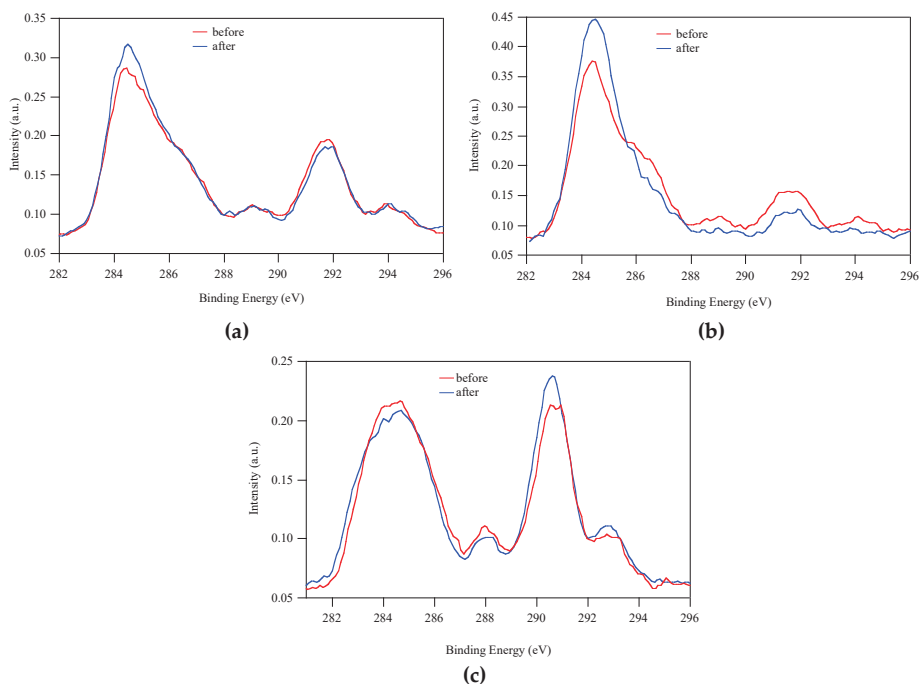 0.35
0.30
0.25
0.20
0.15
0.10
0.05
Intensity (a.u.)
before
after
282 284 286 288 290 292 294 296
Binding Energy (eV)
(a)
0.45
0.40
0.35
0.40
0.25
0.20
0.15
0.10
0.05
Intensity (a.u.)
before
after
282 284 286 288 290 292 294 296
Binding Energy (eV)
(b)
0.25
0.20
0.15
0.10
0.05
Intensity (a.u.)
before
after
282 284 286 288 290 292 294 296
Binding Energy (eV)
(c)